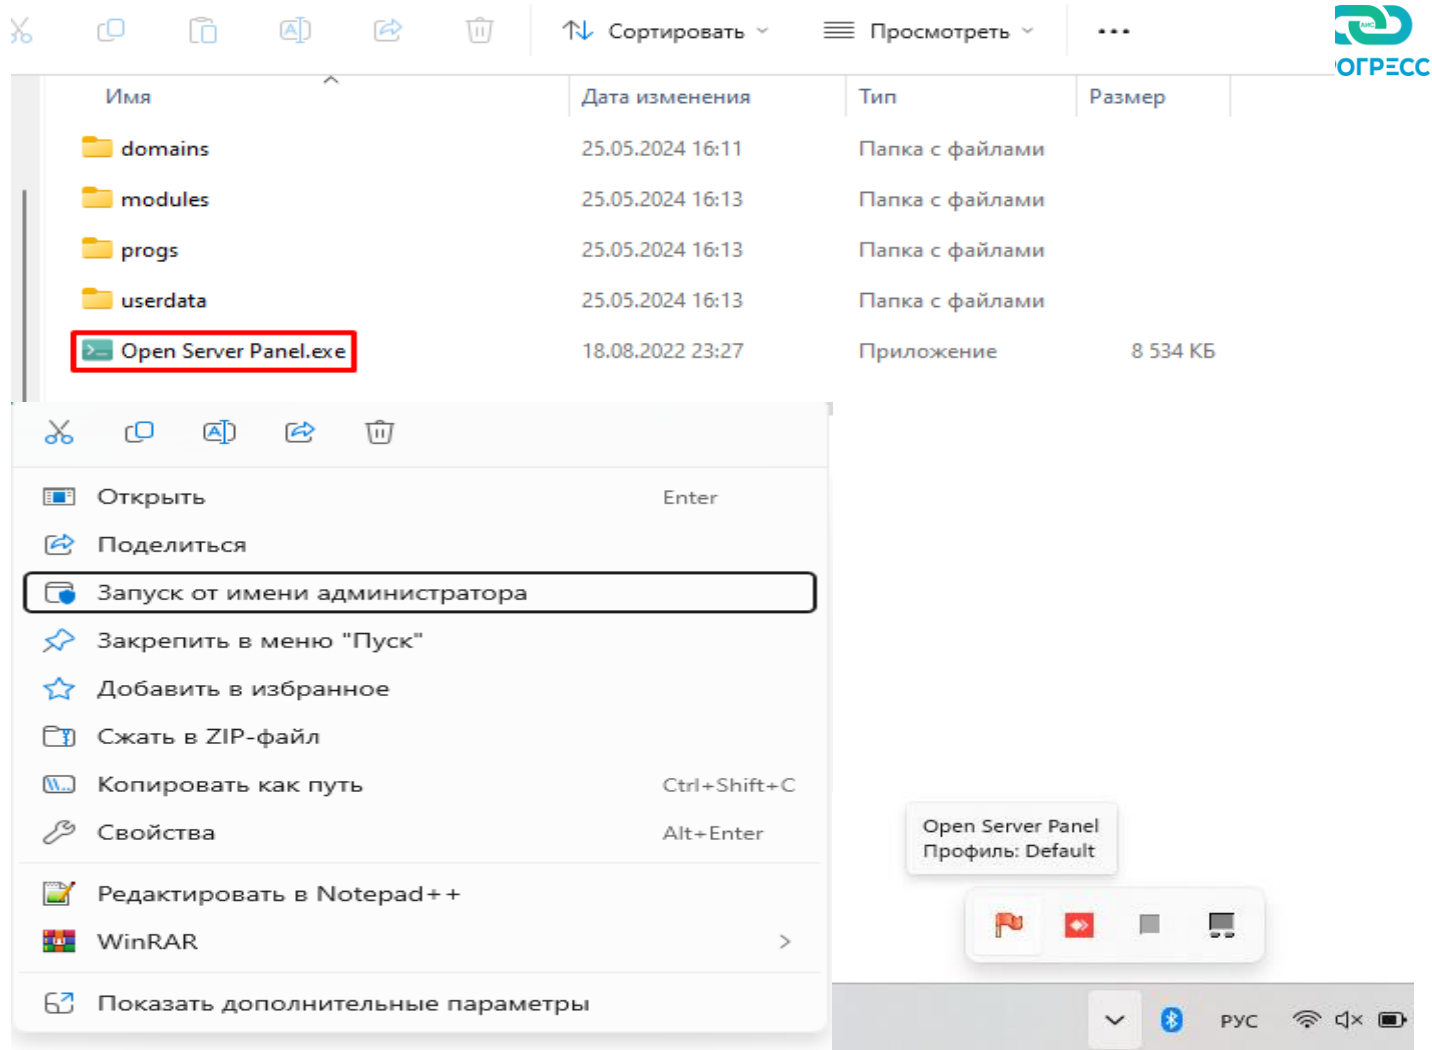 Сортировать
Просмотреть
АИС
ОГРЕСС
Имя Дата изменения Тип Размер
domains 25.05.2024 16:11 Папка с файлами
modules 25.05.2024 16:13 Папка с файлами
progs 25.05.2024 16:13 Папка с файлами
userdata 25.05.2024 16:13 Папка с файлами
Open Server Panel.exe 18.08.2022 23:27 Приложение 8 534 КБ
Открыть Enter
Поделиться
Запуск от имени администратора
Закрепить в меню "Пуск"
Добавить в избранное
Сжать в ZIP-файл
Копировать как путь Ctrl+Shift+C
Свойства Alt+Enter
Редактировать в Notepad++
WinRAR
Показать дополнительные параметры
Open Server Panel
Профиль: Default
РУС